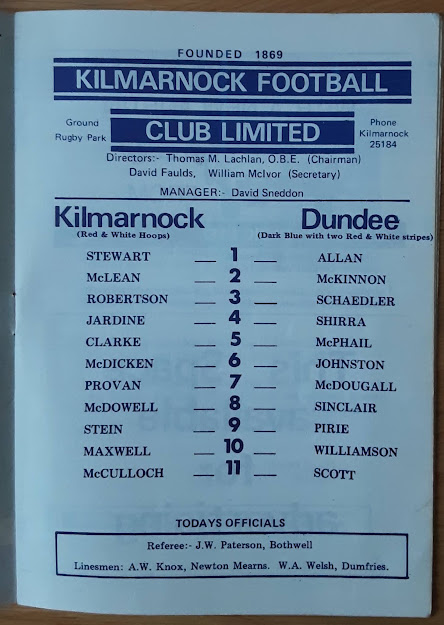 FOUNDED 1869
KILMARNOCK FOOTBALL
CLUB LIMITED
Ground
Rugby Park
Phone
Kilmarnock
25184
Directors:- Thomas M. Lachlan, O.B.E. (Chairman)
David Faulds, William McIvor (Secretary)
MANAGER:- David Sneddon
Kilmarnock Dundee
(Red & White Hoops) (Dark Blue with two Red & White stripes)
STEWART — 1 — ALLAN
McLEAN — 2 — McKINNON
ROBERTSON — 3 — SCHAEDLER
JARDINE — 4 — SHIRRA
CLARKE — 5 — McPHAIL
McDICKEN — 6 — JOHNSTON
PROVAN — 7 — McDOUGALL
McDOWELL — 8 — SINCLAIR
STEIN — 9 — PIRIE
MAXWELL — 10 — WILLIAMSON
McCULLOCH — 11 — SCOTT
TODAYS OFFICIALS
Referee:- J.W. Paterson, Bothwell
Linesmen: A.W. Knox, Newton Mearns. W.A. Welsh, Dumfries.